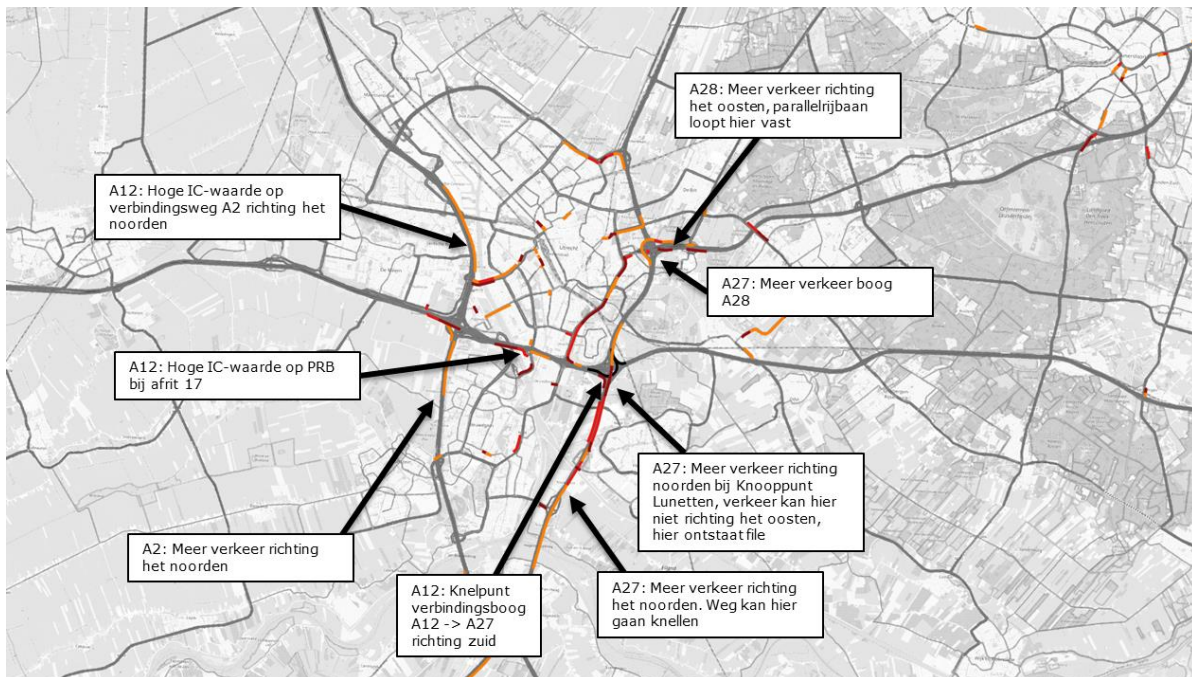 A28: Meer verkeer richting
het oosten, parallelrijbaan
loopt hier vast
A12: Hoge IC-waarde op
verbindingsweg A2 richting het
noorden
A27: Meer verkeer boog
A28
A12: Hoge IC-waarde op PRB
bij afrit 17
A27: Meer verkeer richting
noorden bij Knooppunt
Lunetten, verkeer kan hier
niet richting het oosten,
hier ontstaat file
A2: Meer verkeer richting
het noorden
A12: Knelpunt
verbindingsboog
A12 -> A27
richting zuid
A27: Meer verkeer richting
het noorden. Weg kan hier
gaan knellen
Utrecht